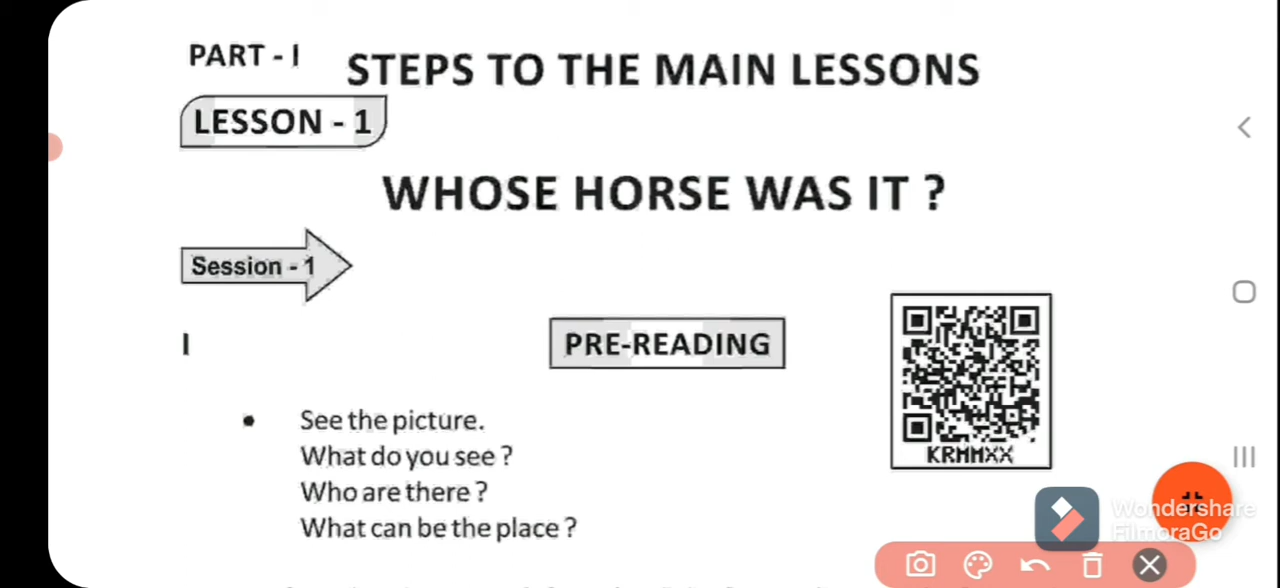 PART - I
STEPS TO THE MAIN LESSONS
LESSON - 1
WHOSE HORSE WAS IT ?
Session - 1
I
PRE-READING
KRMMXX
• See the picture.
What do you see ?
Who are there ?
What can be the place ?
Wondershare
FilmoraGo